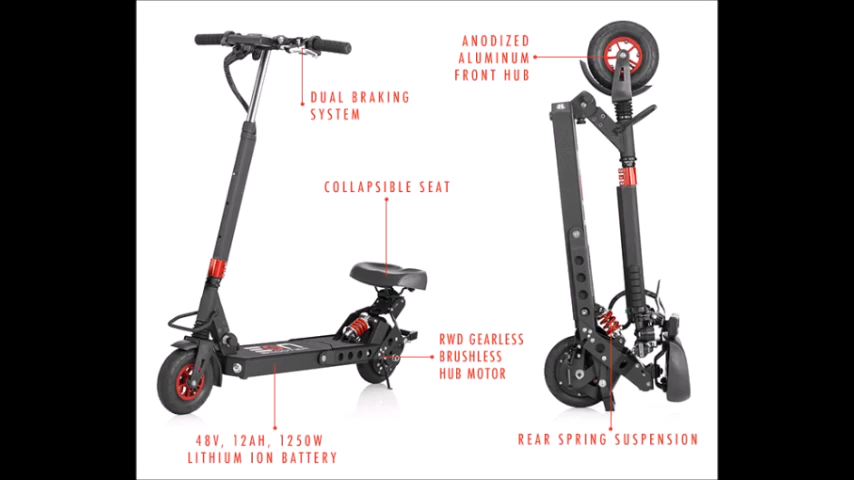 DUAL BRAKING
SYSTEM
COLLAPSIBLE SEAT
RWD GEARLESS
BRUSHLESS
HUB MOTOR
48V, 12AH, 1250W
LITHIUM ION BATTERY
ANODIZED
ALUMINUM
FRONT HUB
REAR SPRING SUSPENSION